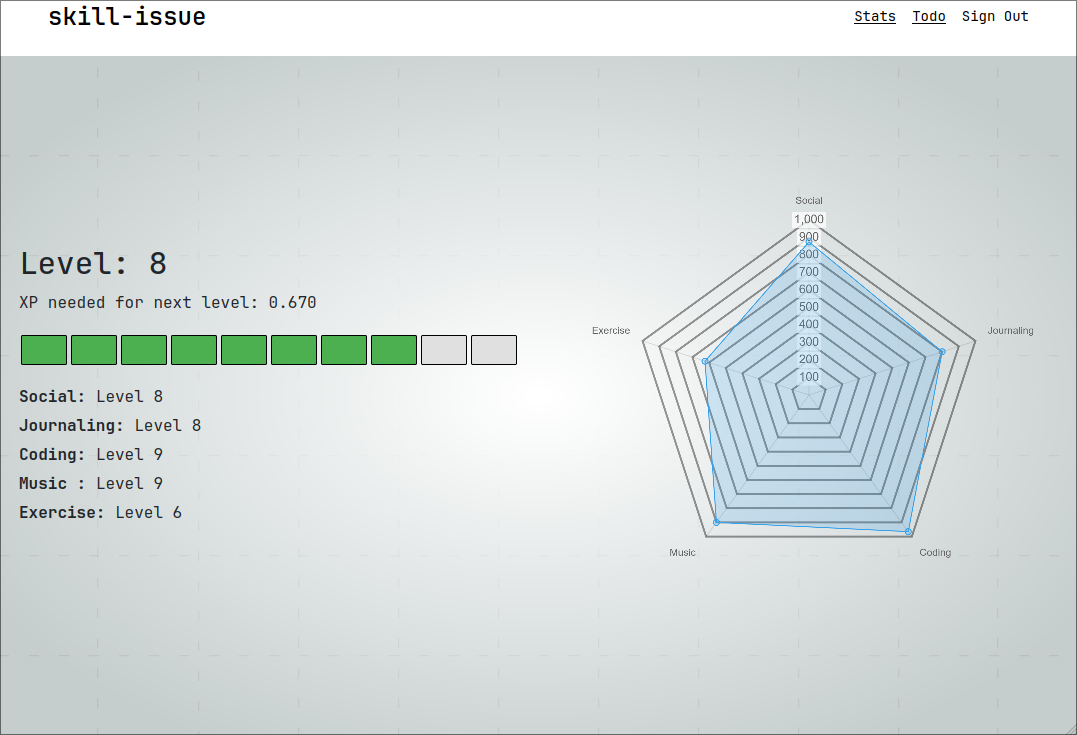 skill-issue
Stats Todo Sign Out
Level: 8
XP needed for next level: 0.670
Social: Level 8
Journaling: Level 8
Coding: Level 9
Music : Level 9
Exercise: Level 6
Social
1,000
900
800
700
600
500
400
300
200
100
Exercise
Journaling
Music
Coding